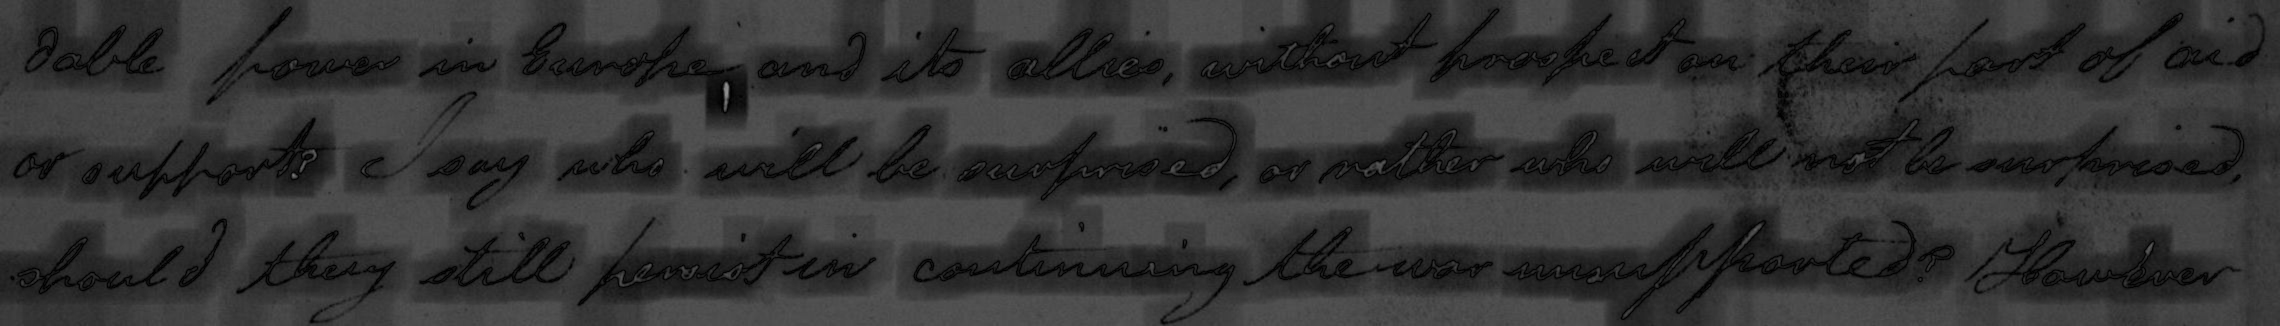 dable power in Europe and its allies, without prospect on their part of aid
or support? I say who will be surprised, or rather who will not be surprised,
should they still persist in continuing the war unsupported? However